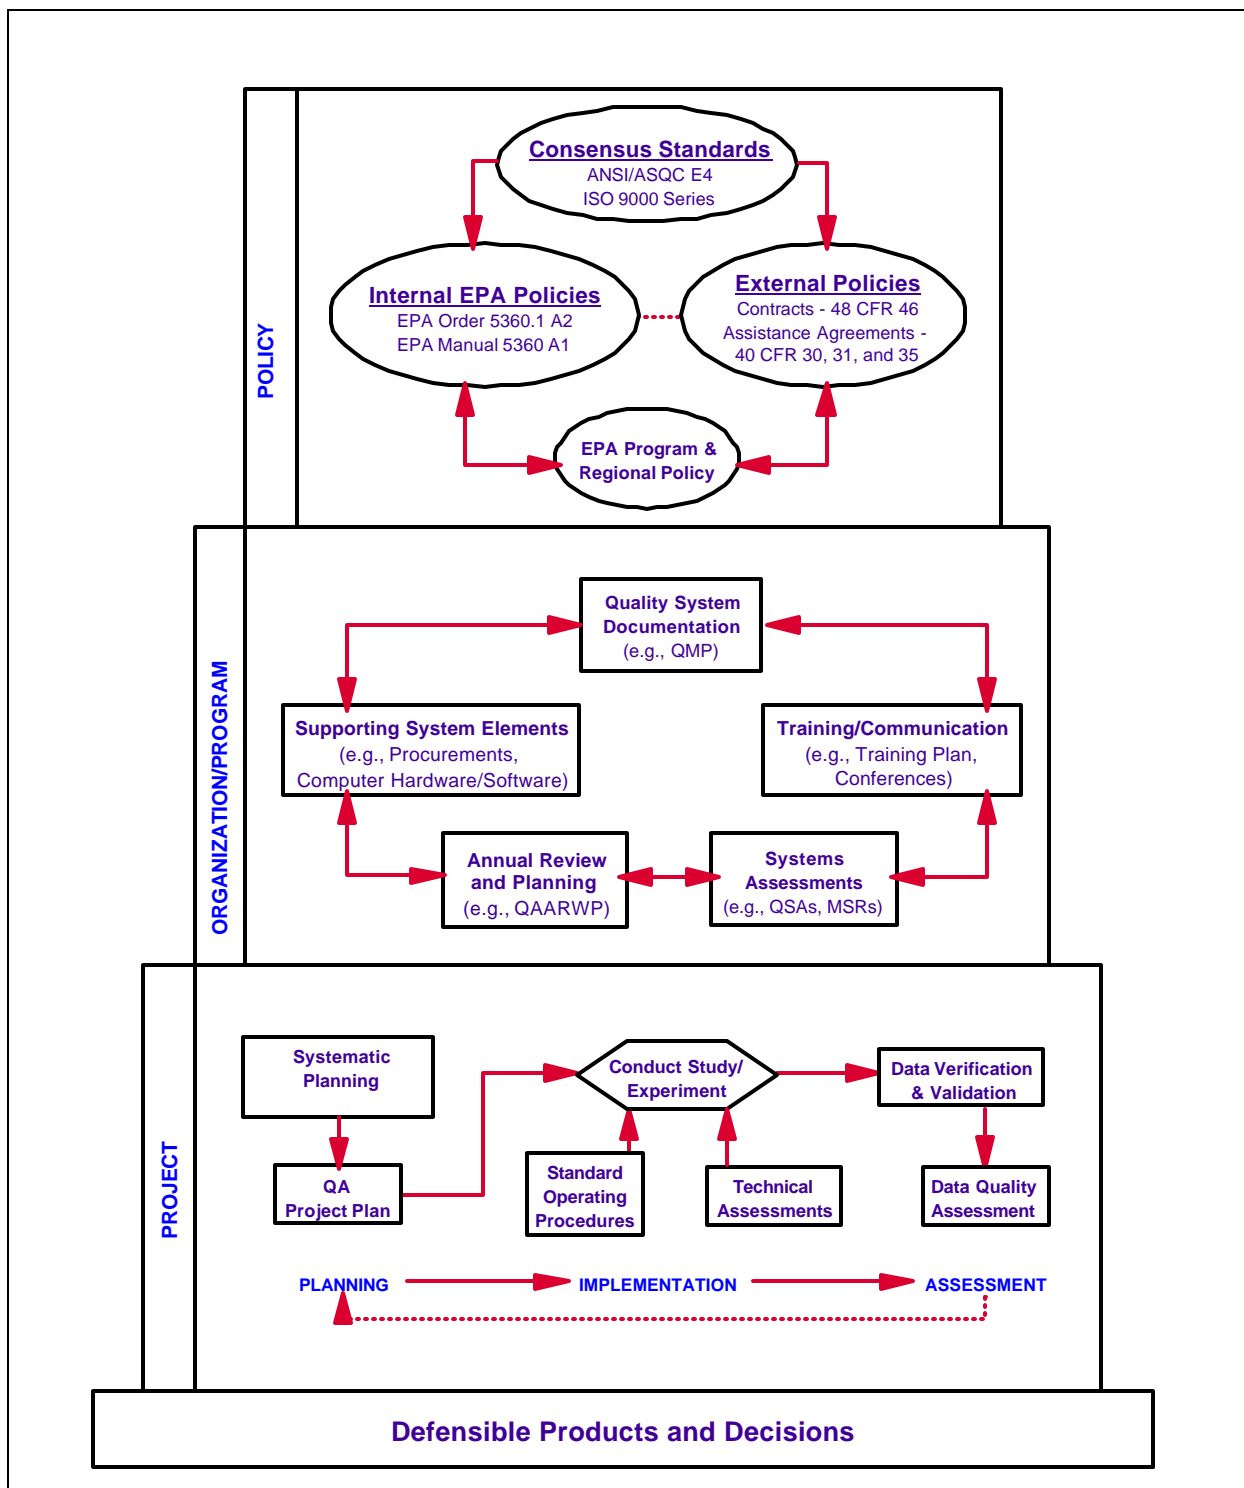 POLICY
Consensus Standards
ANSI/ASQC E4
ISO 9000 Series
Internal EPA Policies
EPA Order 5360.1 A2
EPA Manual 5360 A1
External Policies
Contracts - 48 CFR 46
Assistance Agreements -
40 CFR 30, 31, and 35
EPA Program &
Regional Policy
ORGANIZATION/PROGRAM
Quality System
Documentation
(e.g., QMP)
Supporting System Elements
(e.g., Procurements,
Computer Hardware/Software)
Training/Communication
(e.g., Training Plan,
Conferences)
Annual Review
and Planning
(e.g., QAARWP)
Systems
Assessments
(e.g., QSAs, MSRs)
PROJECT
Systematic
Planning
QA
Project Plan
Conduct Study/
Experiment
Standard
Operating
Procedures
Technical
Assessments
Data Verification
& Validation
Data Quality
Assessment
PLANNING
IMPLEMENTATION
ASSESSMENT
Defensible Products and Decisions